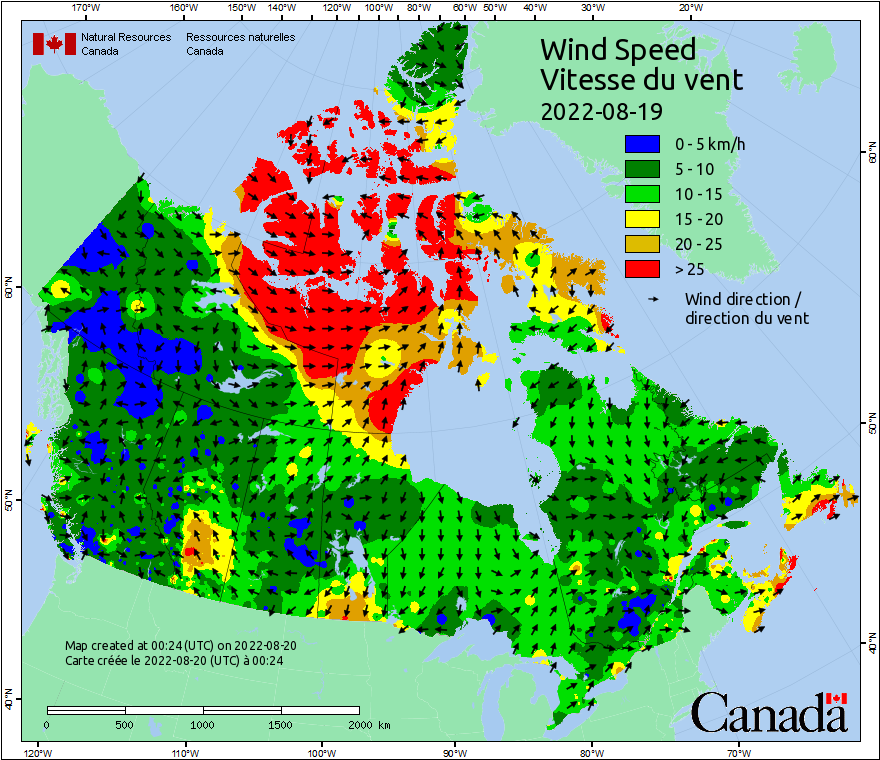 170°W 160°W 150°W 140°W 120°W 100°W 80°W 60°W 50°W 40°W 30°W 20°W
Natural Resources Ressources naturelles
Canada Canada
Wind Speed
Vitesse du vent
2022-08-19
0 - 5 km/h
5 - 10
10 - 15
15 - 20
20 - 25
> 25
Wind direction /
direction du vent
60°N
60°N
50°N
50°N
40°N
40°N
Map created at 00:24 (UTC) on 2022-08-20
Carte créée le 2022-08-20 (UTC) à 00:24
0 500 1000 1500 2000 km
Canada
120°W 110°W 100°W 90°W 80°W 70°W